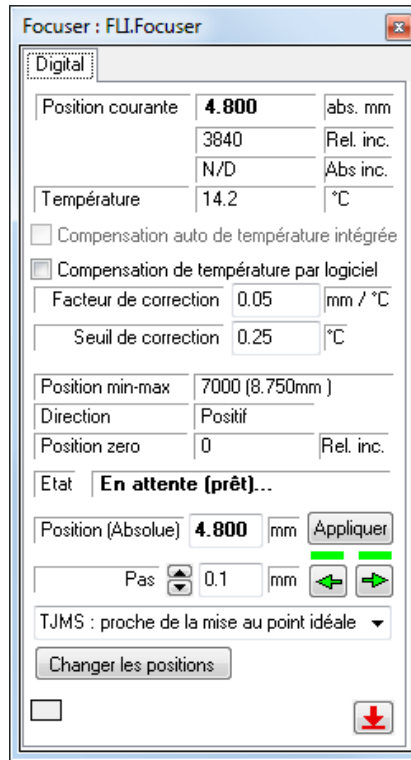 Focuser : FLI.Focuser
Digital
Position courante 4.800 abs. mm
3840 Rel. inc.
N/D Abs inc.
Température 14.2 °C
Compensation auto de température intégrée
Compensation de température par logiciel
Facteur de correction 0.05 mm / °C
Seuil de correction 0.25 °C
Position min-max 7000 (8.750mm )
Direction Positif
Position zero 0 Rel. inc.
Etat En attente (prêt)...
Position (Absolue) 4.800 mm Appliquer
Pas 0.1 mm
TJMS : proche de la mise au point idéale
Changer les positions